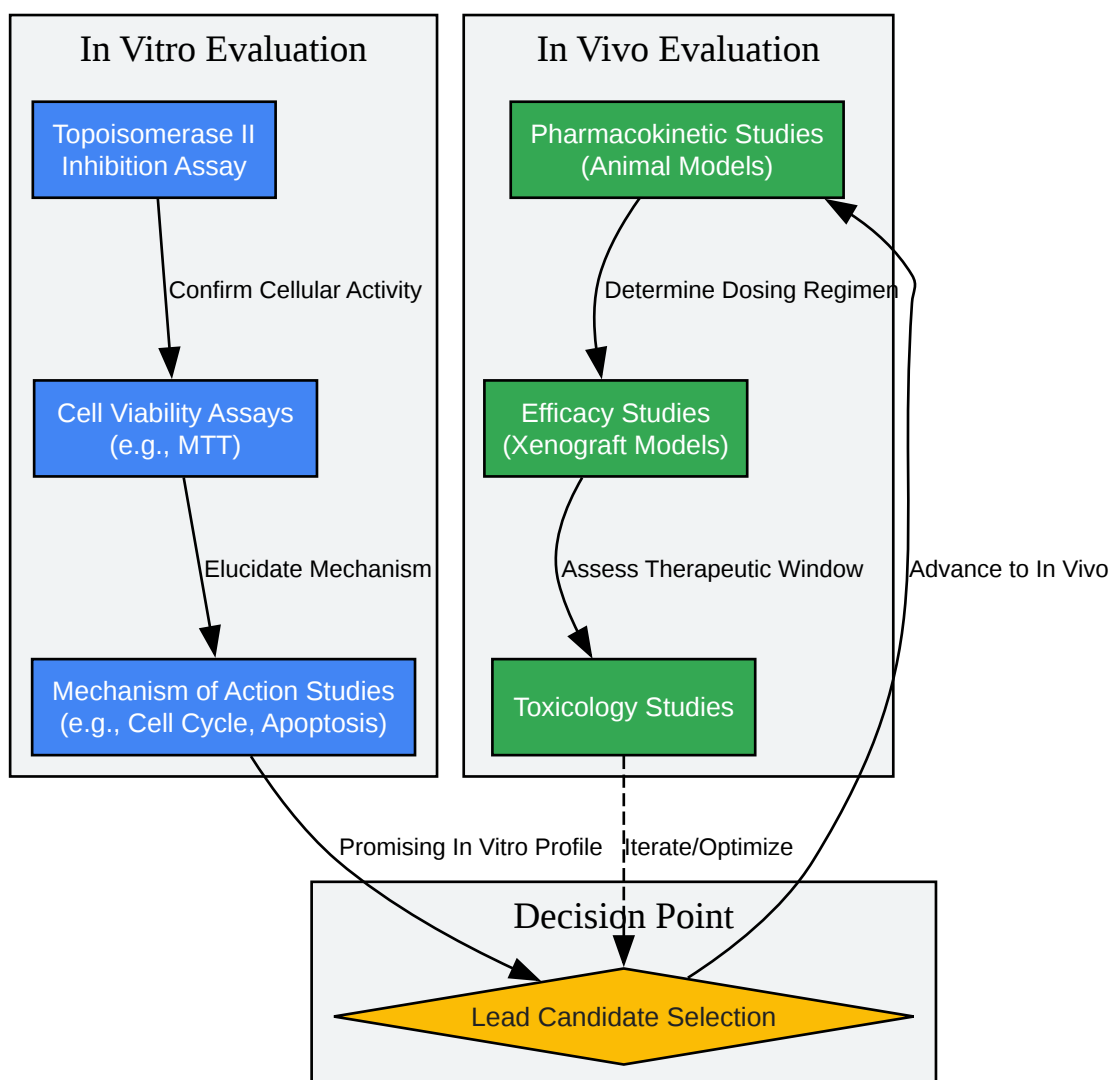 In Vitro Evaluation
Topoisomerase II
Inhibition Assay
Confirm Cellular Activity
Cell Viability Assays
(e.g., MTT)
Elucidate Mechanism
Mechanism of Action Studies
(e.g., Cell Cycle, Apoptosis)
Promising In Vitro Profile
In Vivo Evaluation
Pharmacokinetic Studies
(Animal Models)
Determine Dosing Regimen
Efficacy Studies
(Xenograft Models)
Assess Therapeutic Window
Toxicology Studies
Iterate/Optimize
Advance to In Vivo
Decision Point
Lead Candidate Selection